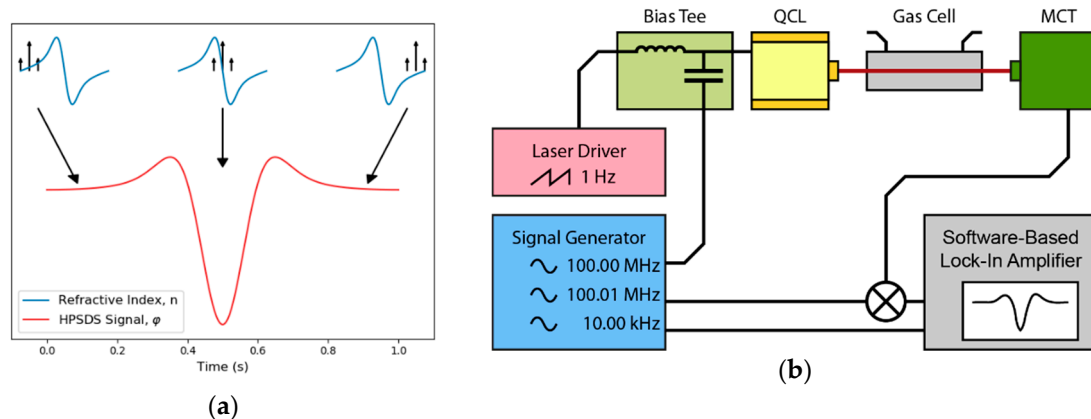 Refractive Index, n
HPSDS Signal, φ
0.0 0.2 0.4 0.6 0.8 1.0
Time (s)
(a)
Bias Tee QCL Gas Cell MCT
Laser Driver
1 Hz
Signal Generator
100.00 MHz
100.01 MHz
10.00 kHz
Software-Based
Lock-In Amplifier
(b)